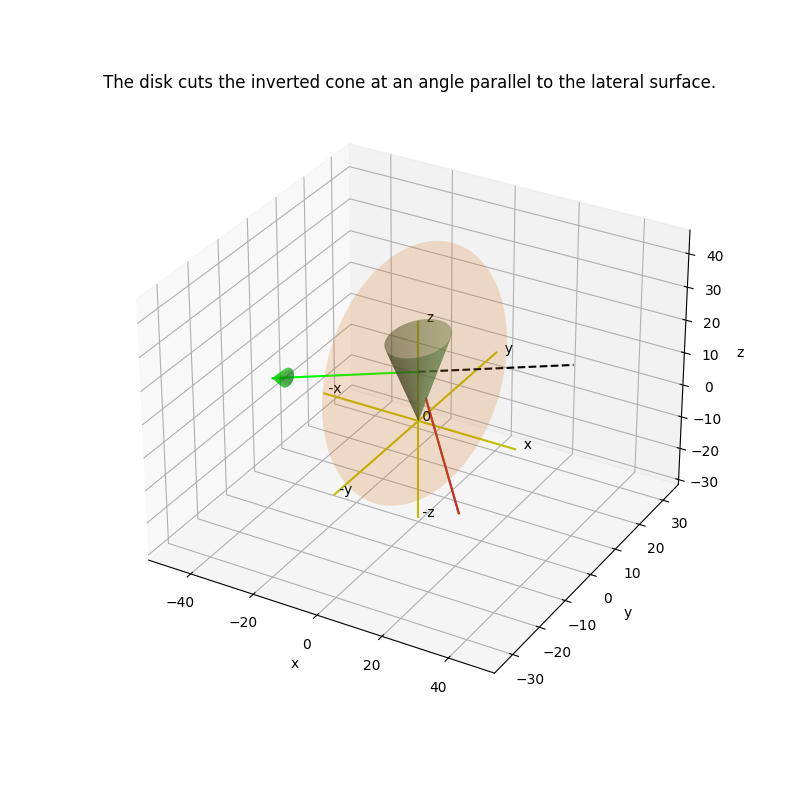 The disk cuts the inverted cone at an angle parallel to the lateral surface.
z
y
-x
0
x
-y
-z
40
30
20
10
0
−10
−20
−30
z
30
20
10
0
−10
−20
−30
y
−40
−20
0
20
40
x